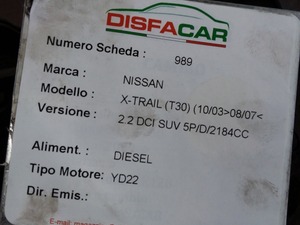 DISFACAR
Numero Scheda : 989
Marca : NISSAN
Modello : X-TRAIL (T30) (10/03>08/07<
Versione : 2.2 DCI SUV 5P/D/2184CC
Aliment. : DIESEL
Tipo Motore: YD22
Dir. Emis.:
E-mail: